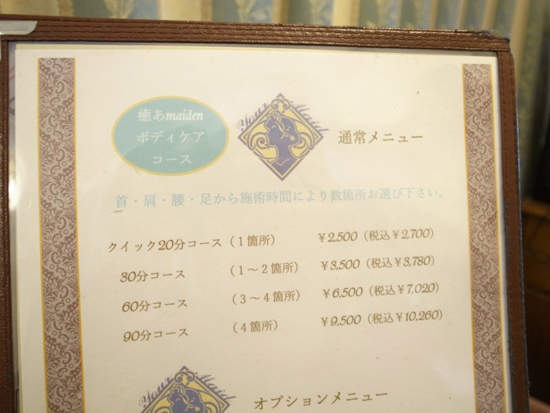 癒あmaiden
ボディケア
コース
Your Maid
通常メニュー
首・肩・腰・足から施術時間により数箇所お選び下さい。
クイック20分コース（1箇所） ￥2,500（税込￥2,700）
30分コース （1〜2箇所） ￥3,500（税込￥3,780）
60分コース （3〜4箇所） ￥6,500（税込￥7,020）
90分コース （4箇所） ￥9,500（税込￥10,260）
Your Maid
オプションメニュー